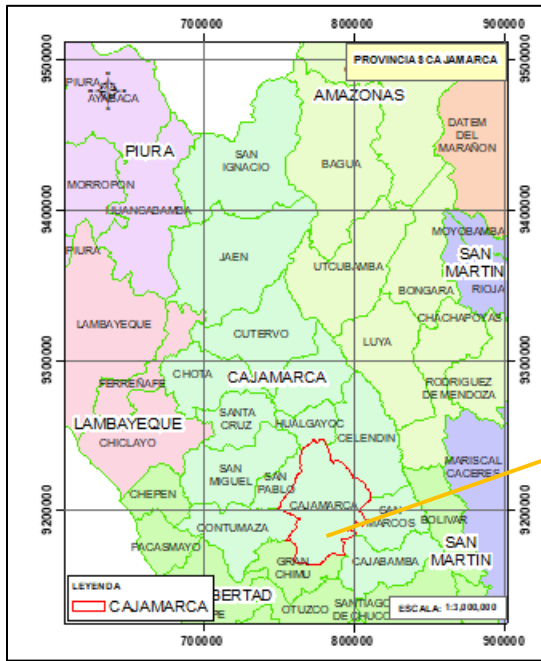 700000 800000 900000
9500000 9500000
PROVINCIAS CAJAMARCA
PIURA
AYABACA
AMAZONAS
DATEM
DEL
MARAÑON
PIURA
SAN
IGNACIO
BAGUA
MORROPON
HUANCABAMBA
9400000 9400000
MOYOBAMBA
PIURA
JAEN
UTCUBAMBA
SAN
MARTIN
BONGARA
RIOJA
LAMBAYEQUE
CUTERVO
CHACHAPOYAS
LUYA
9300000 9300000
CHOTA
CAJAMARCA
FERREÑAFE
RODRIGUEZ
DE MENDOZA
SANTA
CRUZ
HUALGAYOC
LAMBAYEQUE
CELENDIN
CHICLAYO
MARISCAL
CACERES
SAN
MIGUEL
SAN
PABLO
CHEPEN
CAJAMARCA
SAN
MARCOS
BOLIVAR
9200000 9200000
CONTUMAZA
PACASMAYO
SAN
MARTIN
GRAN
CHIMU
CAJABAMBA
LEYENDA
CAJAMARCA
BERTAD
PE
OTUZCO
SANTIAGO
DE CHUCO
ESCALA: 1:3,000,000
700000 800000 900000